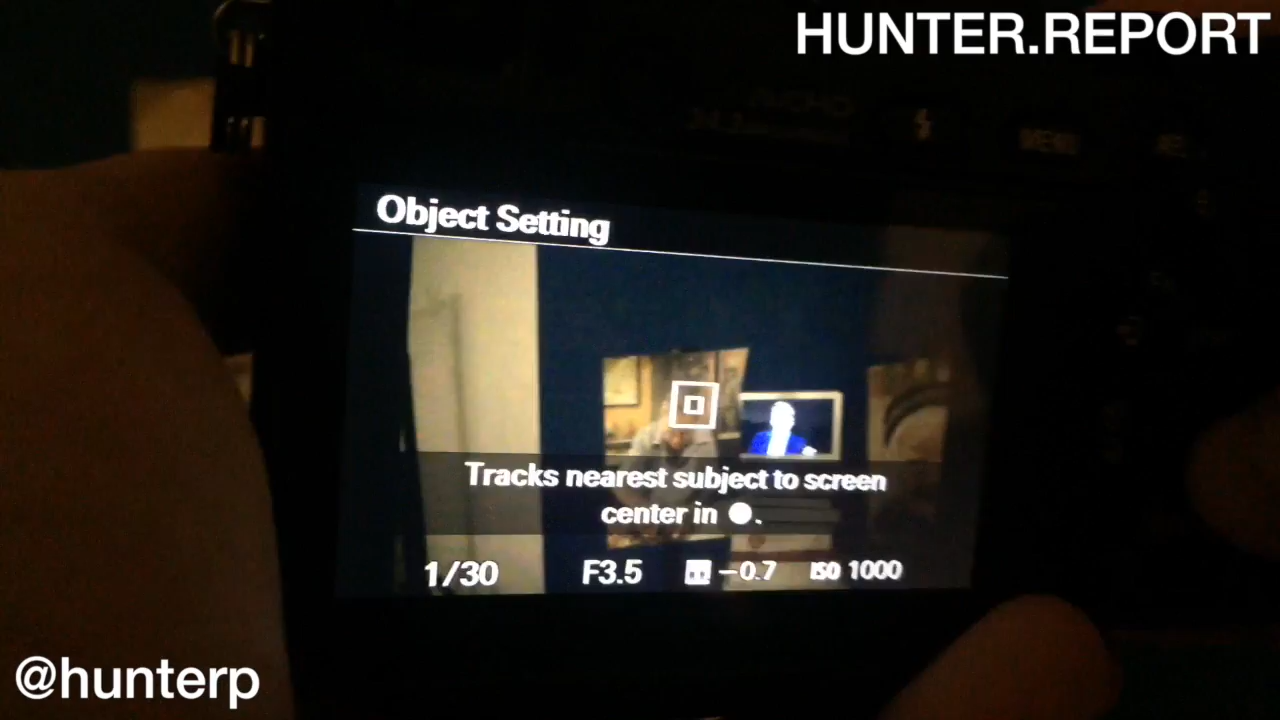 HUNTER.REPORT
MENU
Object Setting
Tracks nearest subject to screen
center in ●.
1/30 F3.5 −0.7 ISO 1000
@hunterp